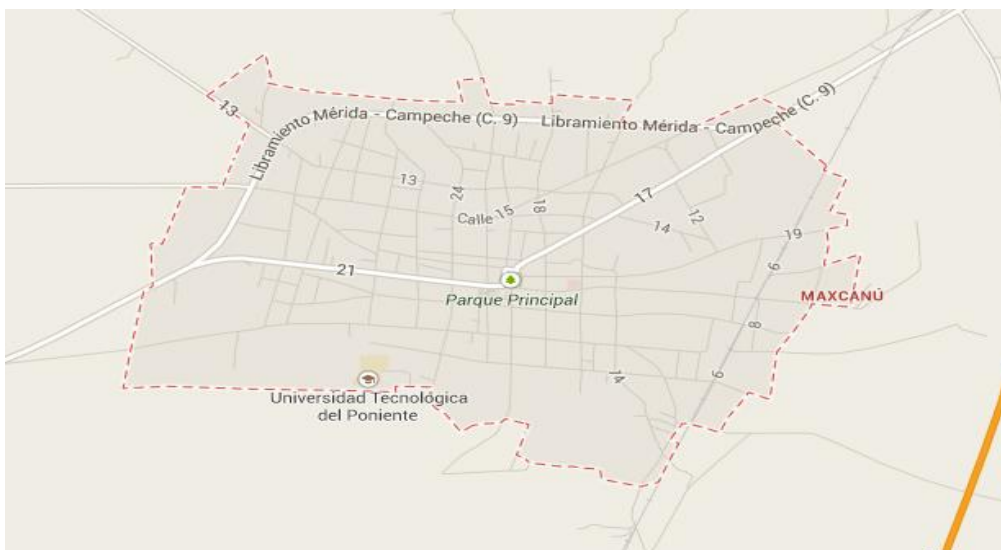 13
Libramiento Mérida - Campeche (C. 9)
Libramiento Mérida - Campeche (C. 9)
13
24
Calle 15
18
17
12
14
19
6
21
Parque Principal
MAXCANÚ
8
14
6
Universidad Tecnológica
del Poniente